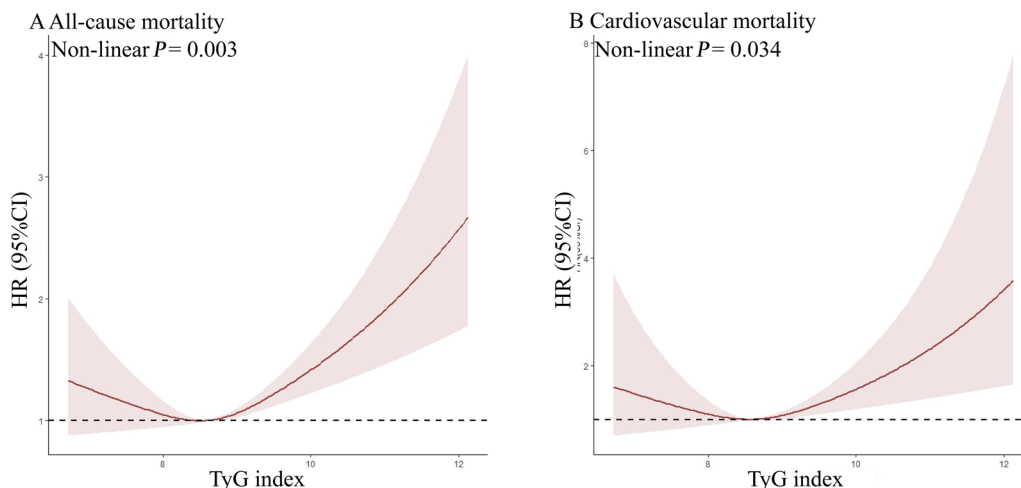 A All-cause mortality
Non-linear P= 0.003
4
3
2
1
HR (95%CI)
8
10
12
TyG index
B Cardiovascular mortality
Non-linear P= 0.034
8
6
4
2
HR (95%CI)
8
10
12
TyG index